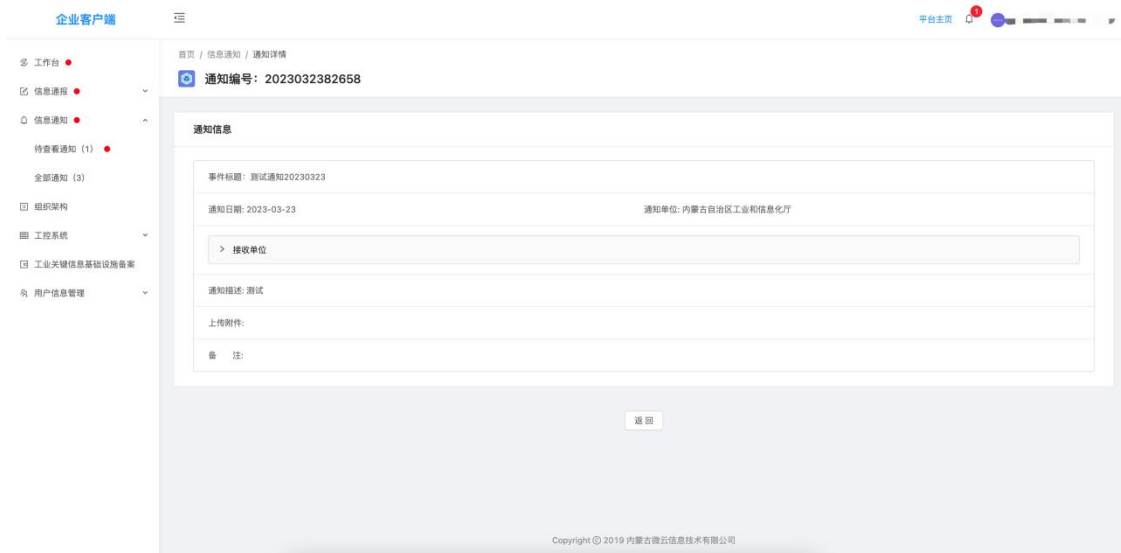 企业客户端
平台主页 1
首页 / 信息通知 / 通知详情
通知编号：2023032382658
工作台
信息通报
信息通知
待查看通知（1）
全部通知（3）
组织架构
工控系统
工业关键信息基础设施备案
用户信息管理
通知信息
事件标题：测试通知20230323
通知日期: 2023-03-23 通知单位: 内蒙古自治区工业和信息化厅
> 接收单位
通知描述: 测试
上传附件:
备 注:
返 回
Copyright © 2019 内蒙古微云信息技术有限公司